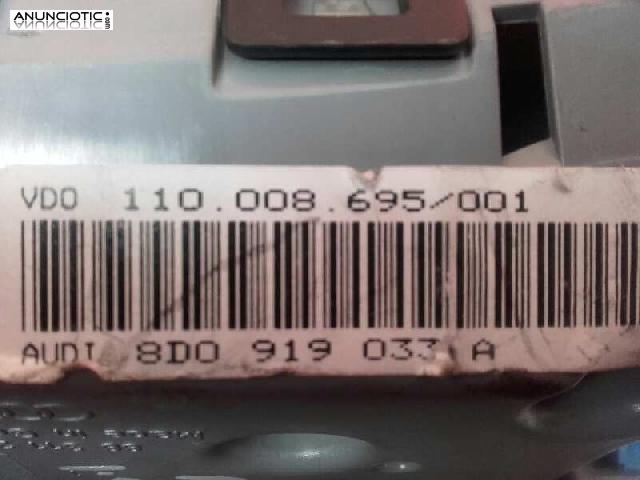 ANUNCIOTIC
VDO 110.008.695/001
AUDI 8D0 919 033 A